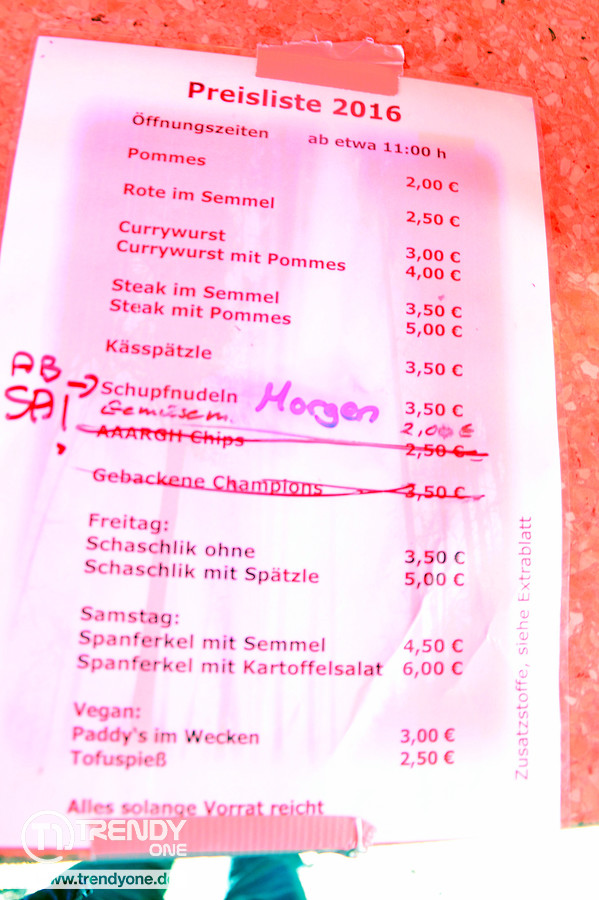 Preisliste 2016
Öffnungszeiten ab etwa 11:00 h
Pommes 2,00 €
Rote im Semmel 2,50 €
Currywurst 3,00 €
Currywurst mit Pommes 4,00 €
Steak im Semmel 3,50 €
Steak mit Pommes 5,00 €
Kässpätzle 3,50 €
AB SA! → Schupfnudeln Morgen 3,50 €
Gemüsem. 2,00 €
AAARGH Chips 2,50 €
Gebackene Champions 3,50 €
Freitag:
Schaschlik ohne 3,50 €
Schaschlik mit Spätzle 5,00 €
Samstag:
Spanferkel mit Semmel 4,50 €
Spanferkel mit Kartoffelsalat 6,00 €
Vegan:
Paddy's im Wecken 3,00 €
Tofuspieß 2,50 €
Alles solange Vorrat reicht
Zusatzstoffe, siehe Extrablatt
TRENDY
ONE
www.trendyone.de